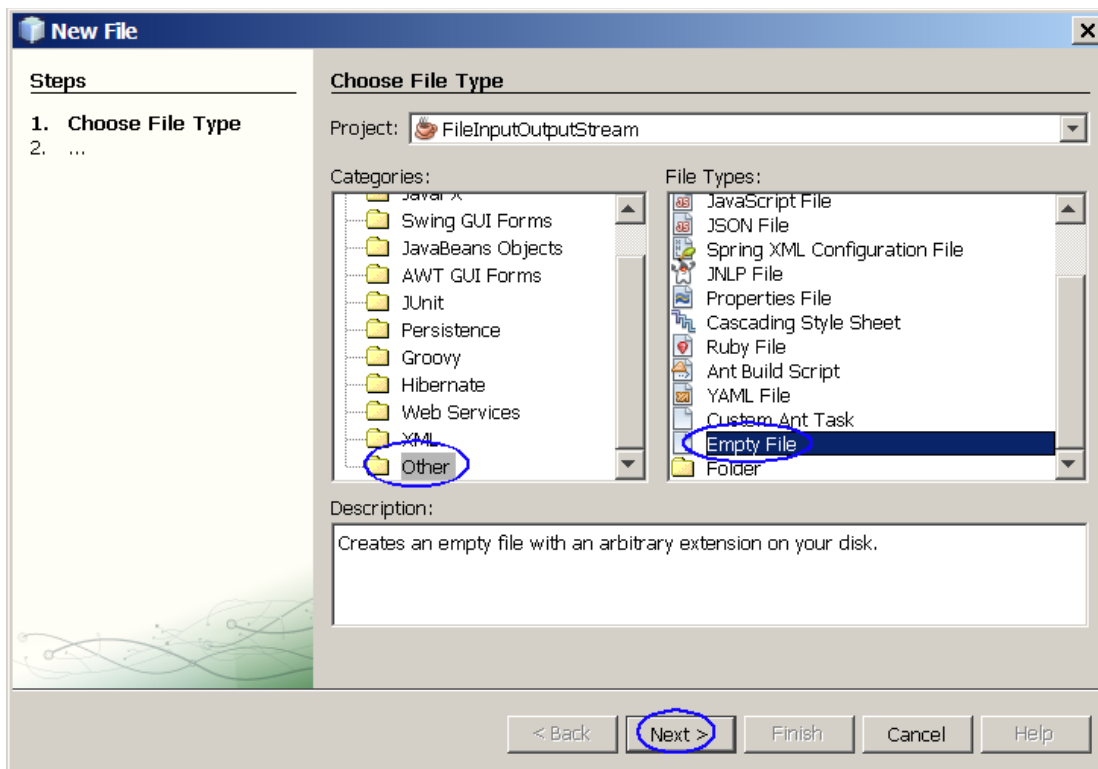 New File
Steps
1. Choose File Type
2. ...
Choose File Type
Project: FileInputOutputStream
Categories:
JavaFX
Swing GUI Forms
JavaBeans Objects
AWT GUI Forms
JUnit
Persistence
Groovy
Hibernate
Web Services
XML
Other
File Types:
JavaScript File
JSON File
Spring XML Configuration File
JNLP File
Properties File
Cascading Style Sheet
Ruby File
Ant Build Script
YAML File
Custom Ant Task
Empty File
Folder
Description:
Creates an empty file with an arbitrary extension on your disk.
< Back Next > Finish Cancel Help